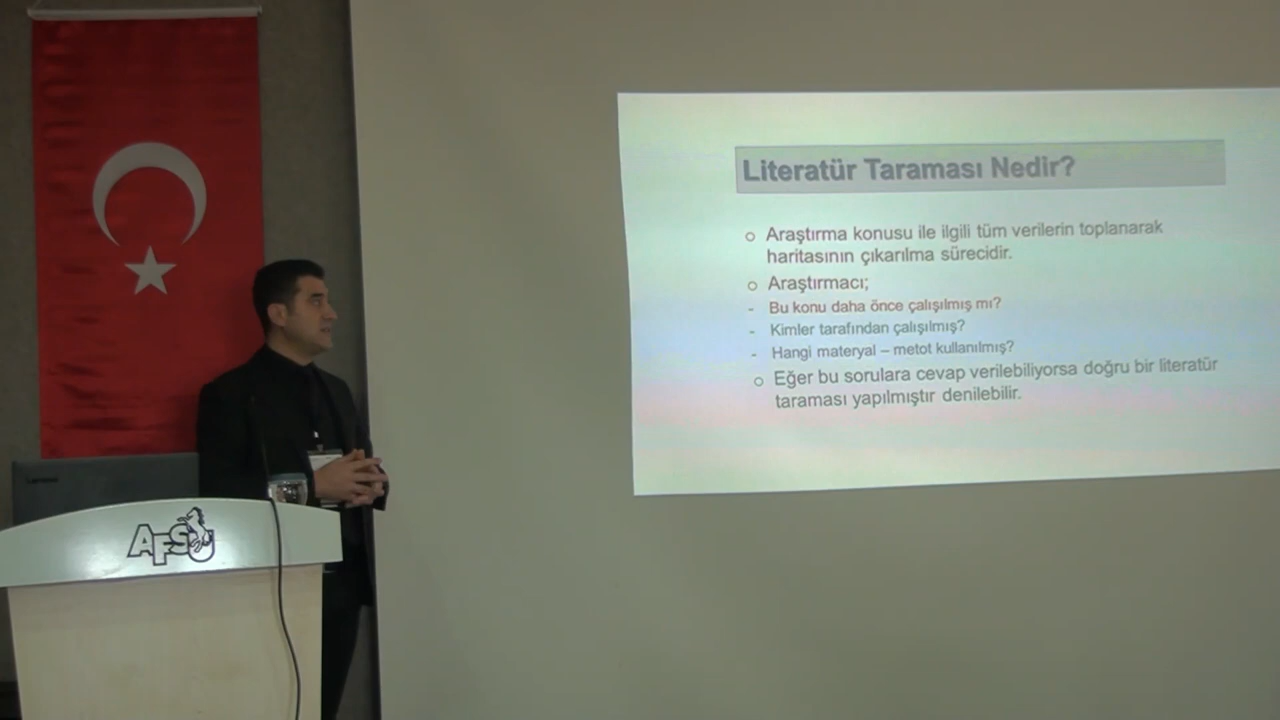 Literatür Taraması Nedir?
o Araştırma konusu ile ilgili tüm verilerin toplanarak
haritasının çıkarılma sürecidir.
o Araştırmacı;
- Bu konu daha önce çalışılmış mı?
- Kimler tarafından çalışılmış?
- Hangi materyal – metot kullanılmış?
o Eğer bu sorulara cevap verilebiliyorsa doğru bir literatür
taraması yapılmıştır denilebilir.
Lenovo
AFSU